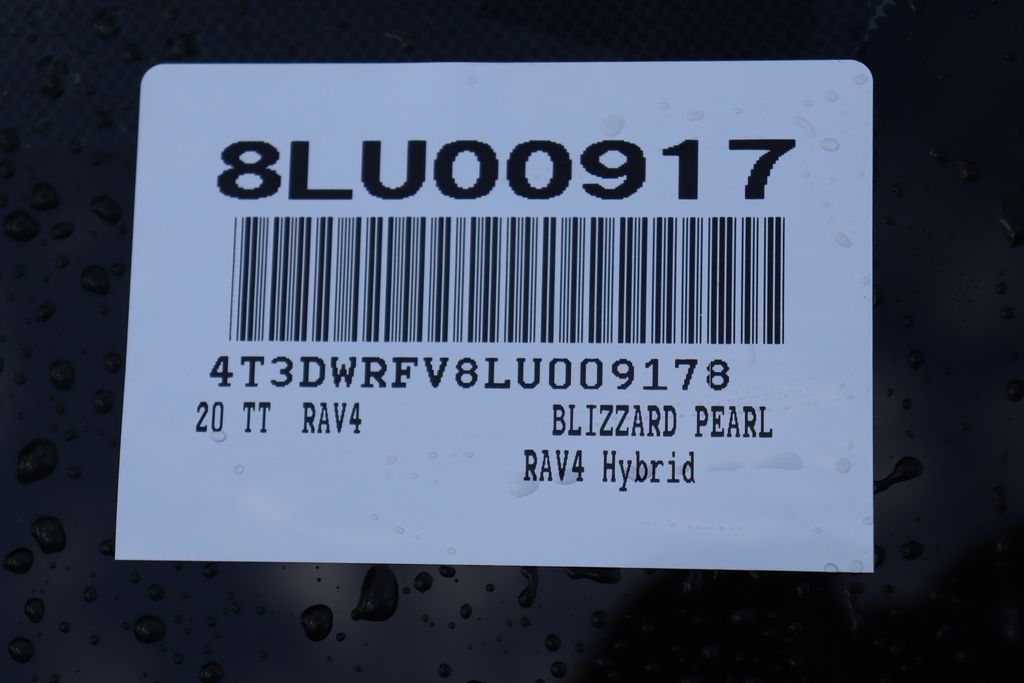 8LU00917
4T3DWRFV8LU009178
20 TT RAV4 BLIZZARD PEARL
RAV4 Hybrid